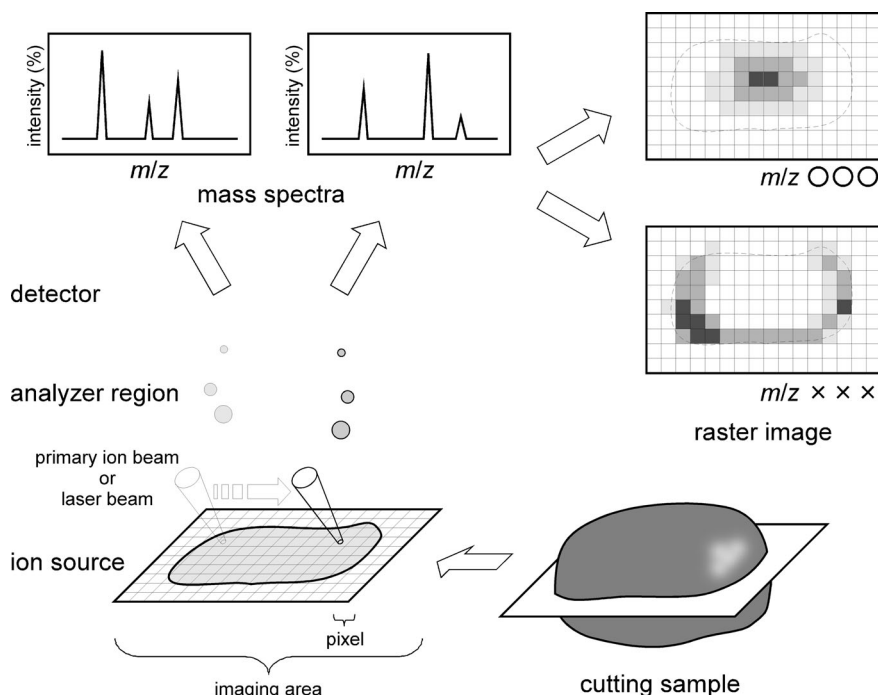 intensity (%)
m/z
intensity (%)
m/z
mass spectra
m/z ○○○
m/z × × ×
raster image
detector
analyzer region
primary ion beam
or
laser beam
ion source
pixel
imaging area
cutting sample